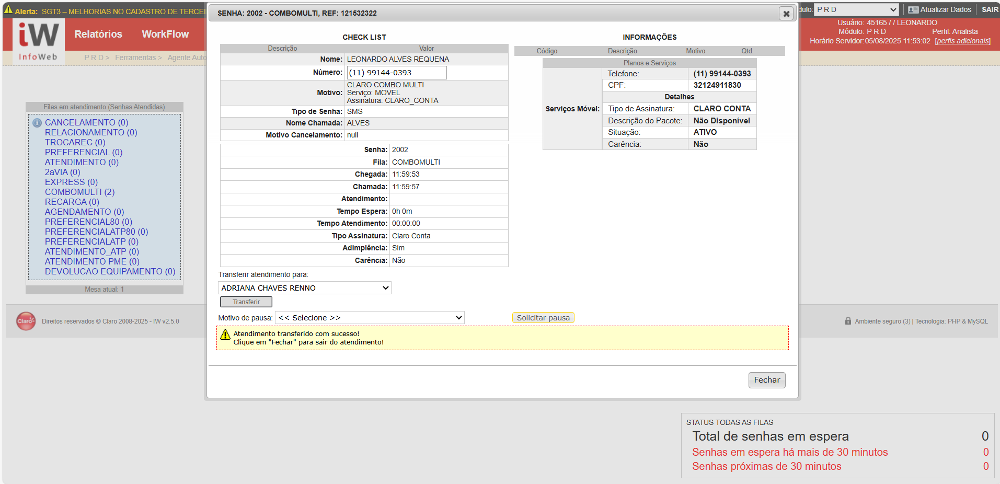 Alerta: SGT3 – MELHORIAS NO CADASTRO DE TERCEI
dulo: P R D
Atualizar Dados
SAIR
iW
InfoWeb
Relatórios
WorkFlow
Usuário: 45165 / / LEONARDO
Módulo: P R D Perfil: Analista
Horário Servidor: 05/08/2025 11:53:02 [perfis adicionais]
P R D > Ferramentas > Agente Auto
Filas em atendimento (Senhas Atendidas)
CANCELAMENTO (0)
RELACIONAMENTO (0)
TROCAREC (0)
PREFERENCIAL (0)
ATENDIMENTO (0)
2aVIA (0)
EXPRESS (0)
COMBOMULTI (2)
RECARGA (0)
AGENDAMENTO (0)
PREFERENCIAL80 (0)
PREFERENCIALATP80 (0)
PREFERENCIALATP (0)
ATENDIMENTO_ATP (0)
ATENDIMENTO PME (0)
DEVOLUCAO EQUIPAMENTO (0)
Mesa atual: 1
SENHA: 2002 - COMBOMULTI, REF: 121532322
CHECK LIST
Descrição Valor
Nome: LEONARDO ALVES REQUENA
Número: (11) 99144-0393
Motivo: CLARO COMBO MULTI
Serviço: MOVEL
Assinatura: CLARO_CONTA
Tipo de Senha: SMS
Nome Chamada: ALVES
Motivo Cancelamento: null
Senha: 2002
Fila: COMBOMULTI
Chegada: 11:59:53
Chamada: 11:59:57
Atendimento:
Tempo Espera: 0h 0m
Tempo Atendimento: 00:00:00
Tipo Assinatura: Claro Conta
Adimplência: Sim
Carência: Não
INFORMAÇÕES
Código Descrição Motivo Qtd.
Planos e Serviços
Serviços Móvel:
Telefone: (11) 99144-0393
CPF: 32124911830
Detalhes
Tipo de Assinatura: CLARO CONTA
Descrição do Pacote: Não Disponível
Situação: ATIVO
Carência: Não
Transferir atendimento para:
ADRIANA CHAVES RENNO
Transferir
Motivo de pausa: << Selecione >>
Solicitar pausa
Atendimento transferido com sucesso!
Clique em "Fechar" para sair do atendimento!
Fechar
Claro
Direitos reservados © Claro 2008-2025 - IW v2.5.0
Ambiente seguro (3) | Tecnologia: PHP & MySQL
STATUS TODAS AS FILAS
Total de senhas em espera 0
Senhas em espera há mais de 30 minutos 0
Senhas próximas de 30 minutos 0